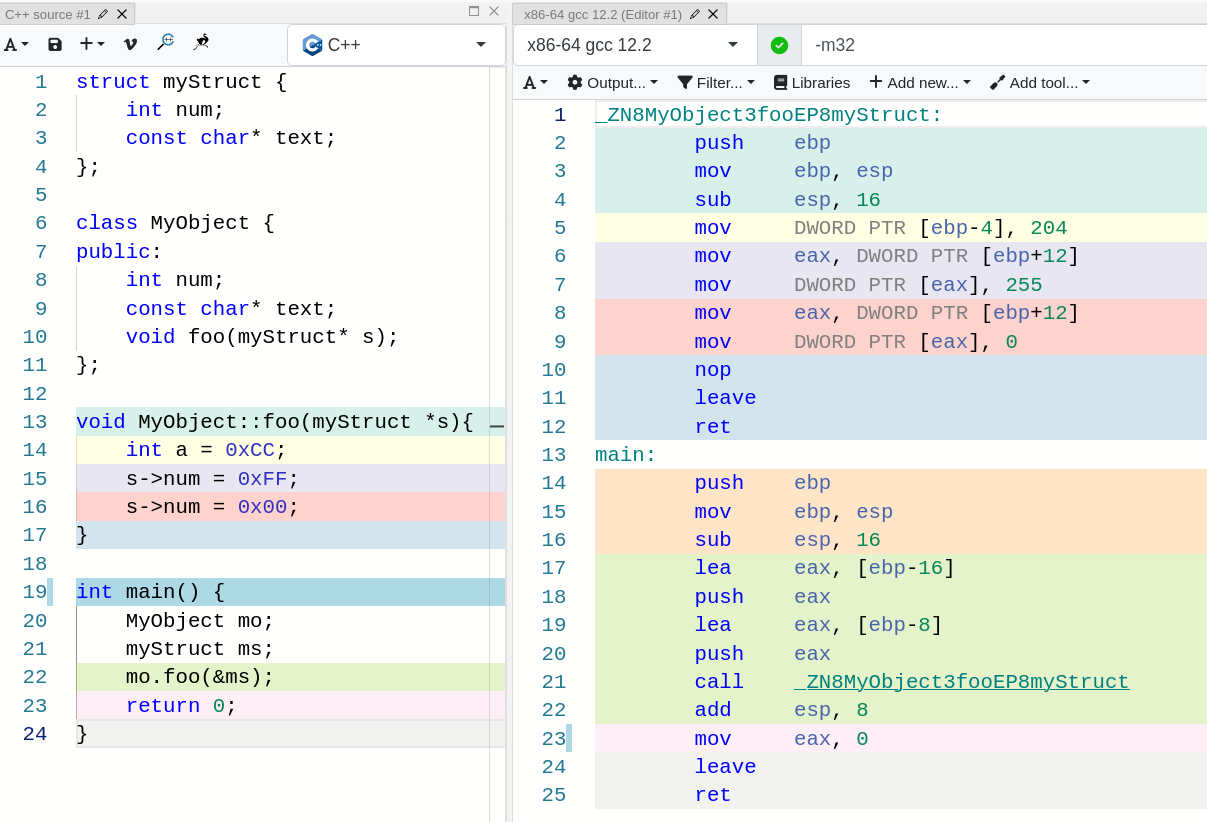 C++ source #1
A
C++
1 struct myStruct {
2 int num;
3 const char* text;
4 };
5
6 class MyObject {
7 public:
8 int num;
9 const char* text;
10 void foo(myStruct* s);
11 };
12
13 void MyObject::foo(myStruct *s){
14 int a = 0xCC;
15 s->num = 0xFF;
16 s->num = 0x00;
17 }
18
19 int main() {
20 MyObject mo;
21 myStruct ms;
22 mo.foo(&ms);
23 return 0;
24 }
x86-64 gcc 12.2 (Editor #1)
x86-64 gcc 12.2 -m32
A Output... Filter... Libraries Add new... Add tool...
1 _ZN8MyObject3fooEP8myStruct:
2 push ebp
3 mov ebp, esp
4 sub esp, 16
5 mov DWORD PTR [ebp-4], 204
6 mov eax, DWORD PTR [ebp+12]
7 mov DWORD PTR [eax], 255
8 mov eax, DWORD PTR [ebp+12]
9 mov DWORD PTR [eax], 0
10 nop
11 leave
12 ret
13 main:
14 push ebp
15 mov ebp, esp
16 sub esp, 16
17 lea eax, [ebp-16]
18 push eax
19 lea eax, [ebp-8]
20 push eax
21 call _ZN8MyObject3fooEP8myStruct
22 add esp, 8
23 mov eax, 0
24 leave
25 ret